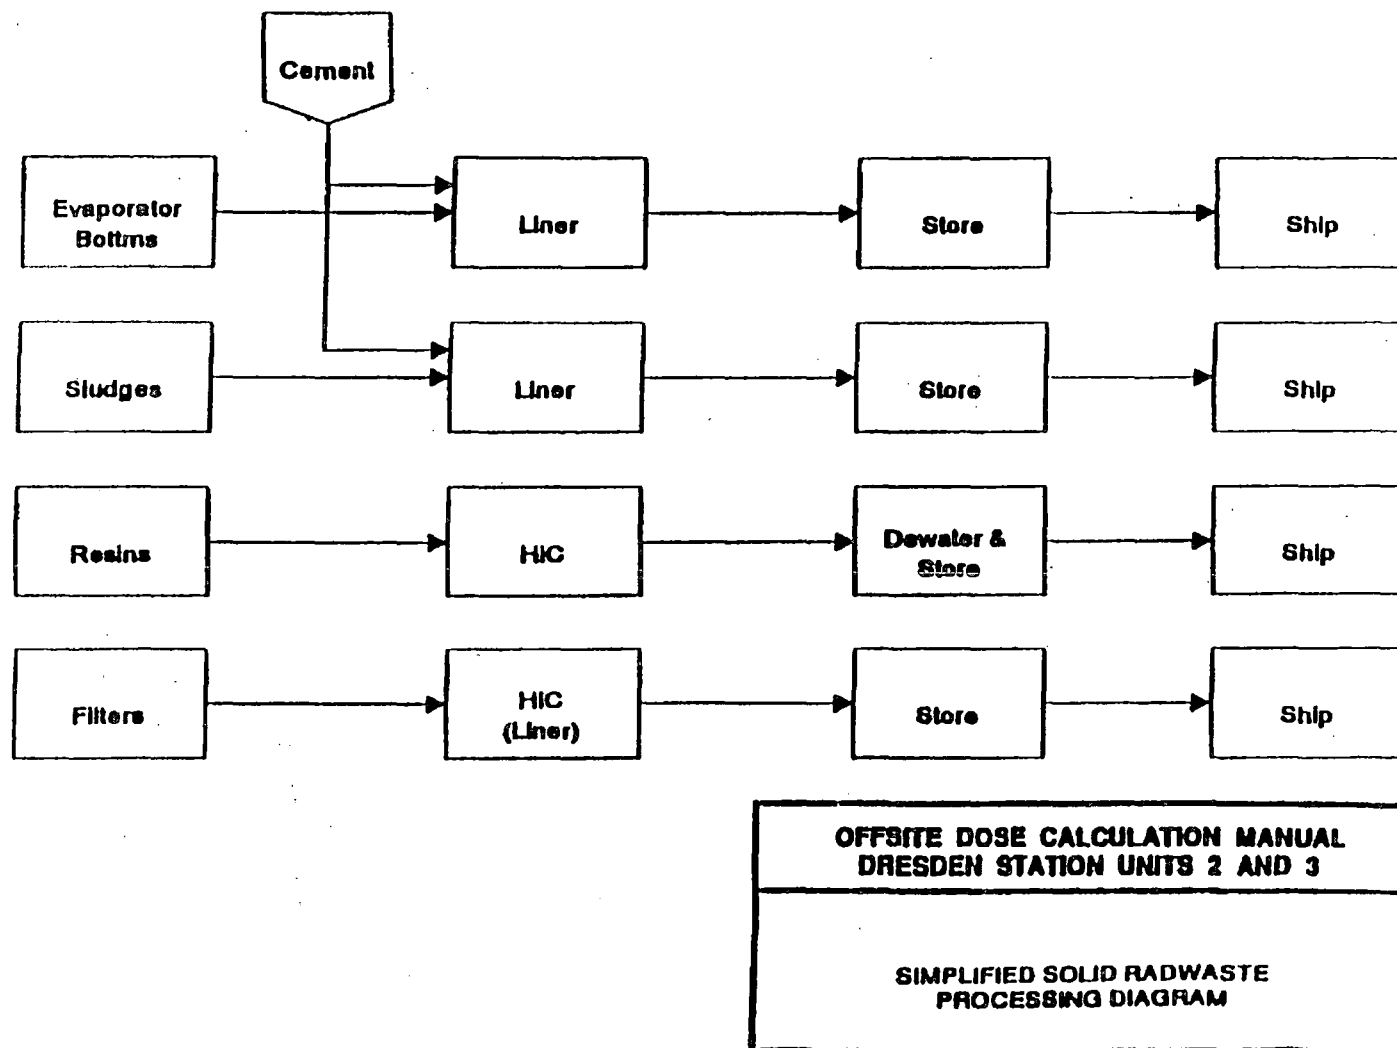 Cement
Evaporator
Bottms
Liner
Store
Ship
Sludges
Liner
Store
Ship
Resins
HIC
Dewater &
Store
Ship
Filters
HIC
(Liner)
Store
Ship
OFFSITE DOSE CALCULATION MANUAL
DRESDEN STATION UNITS 2 AND 3
SIMPLIFIED SOLID RADWASTE
PROCESSING DIAGRAM